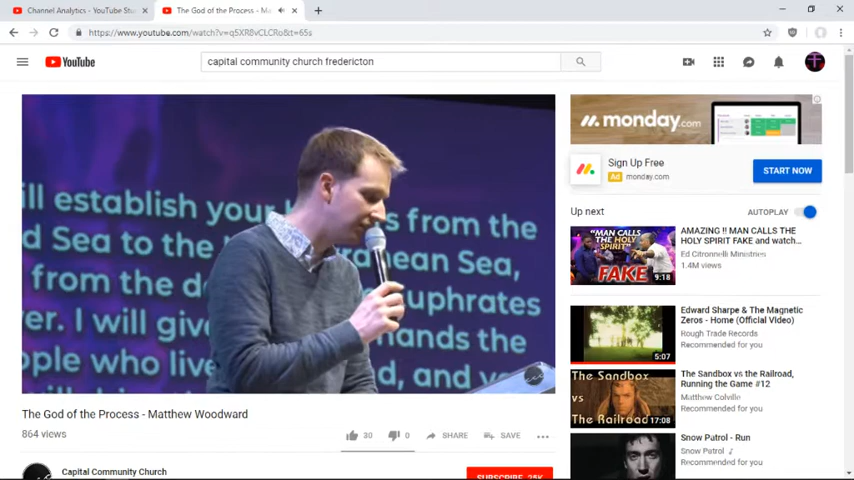 Channel Analytics - YouTube Stu
The God of the Process - Ma
https://www.youtube.com/watch?v=q5XR8vCLCRo&t=65s
YouTube
capital community church fredericton
ill establish your from the
d Sea to the ranean Sea,
from the d uphrates
er. I will giv hands the
ople who live d, and
monday.com
Sign Up Free
Ad monday.com
START NOW
Up next
AUTOPLAY
"MAN CALLS
THE HOLY
SPIRIT FAKE
9:18
AMAZING !! MAN CALLS THE
HOLY SPIRIT FAKE and watch...
Ed Citronnelli Ministries
1.4M views
5:07
Edward Sharpe & The Magnetic
Zeros - Home (Official Video)
Rough Trade Records
Recommended for you
The Sandbox
vs
The Railroad
17:08
The Sandbox vs the Railroad,
Running the Game #12
Matthew Colville
Recommended for you
Snow Patrol - Run
Snow Patrol
Recommended for you
The God of the Process - Matthew Woodward
864 views
30
0
SHARE
SAVE
Capital Community Church
SUBSCRIBE